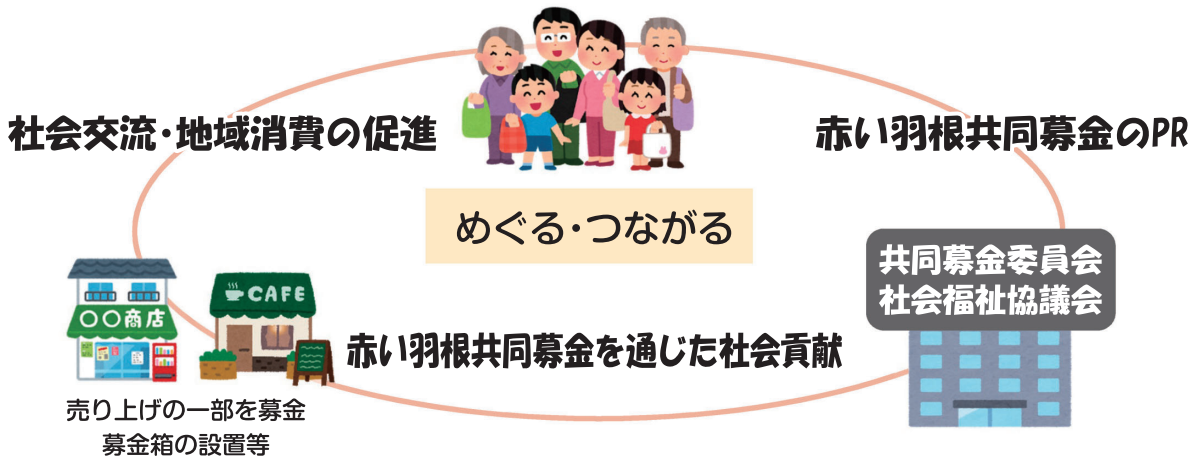 社会交流・地域消費の促進
赤い羽根共同募金のPR
めぐる・つながる
共同募金委員会
社会福祉協議会
〇〇商店
CAFE
赤い羽根共同募金を通じた社会貢献
売り上げの一部を募金
募金箱の設置等